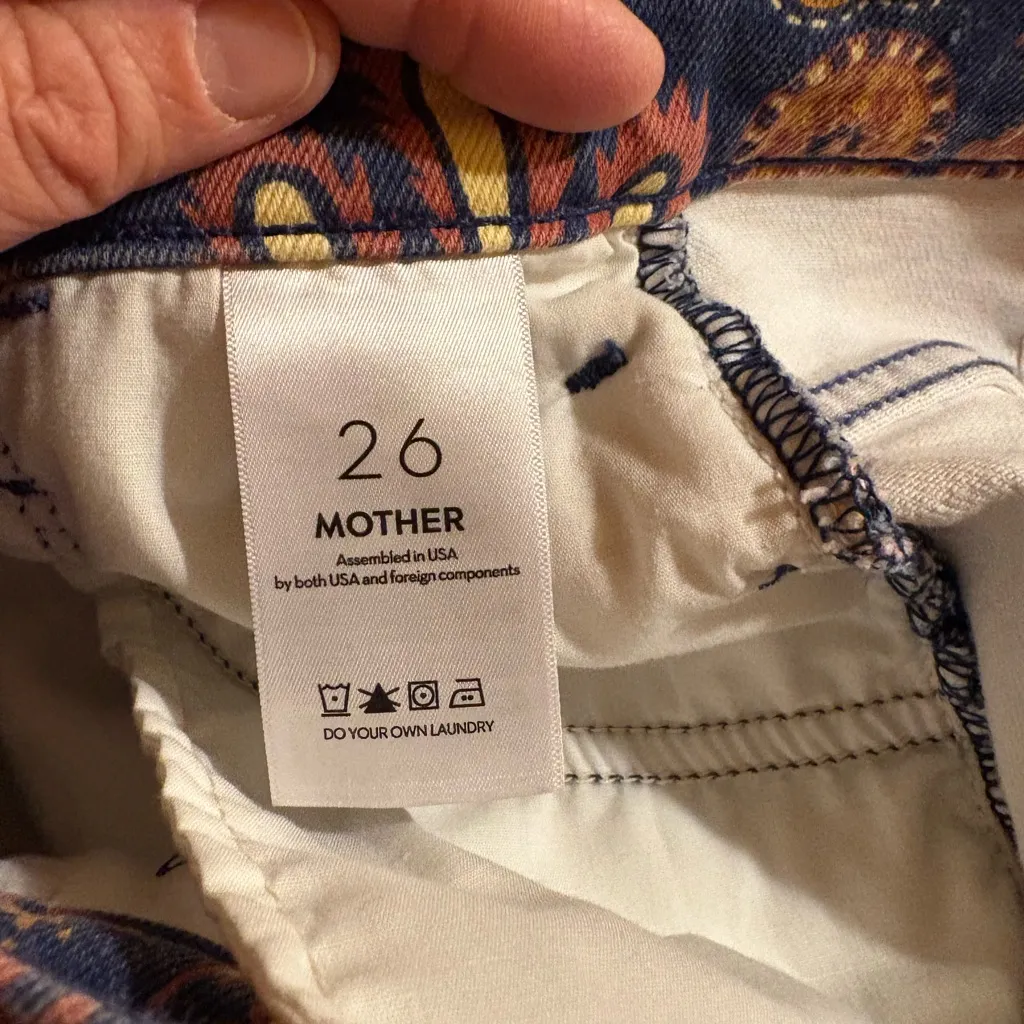 26
MOTHER
Assembled in USA
by both USA and foreign components
DO YOUR OWN LAUNDRY